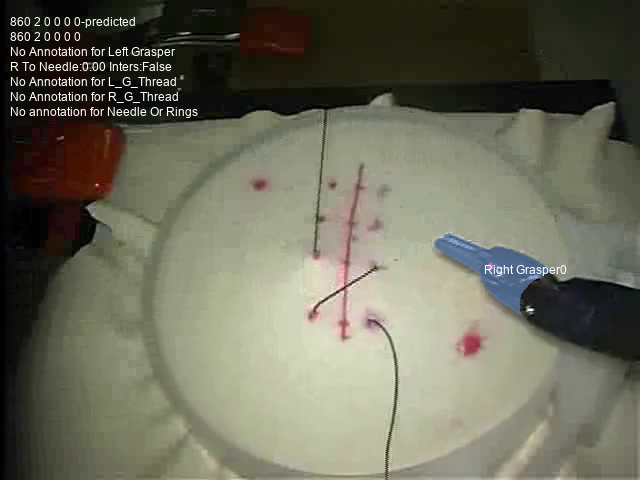 860 2 0 0 0 0-predicted
860 2 0 0 0 0
No Annotation for Left Grasper
R To Needle:0.00 Inters:False
No Annotation for L_G_Thread
No Annotation for R_G_Thread
No annotation for Needle Or Rings
Right Grasper0